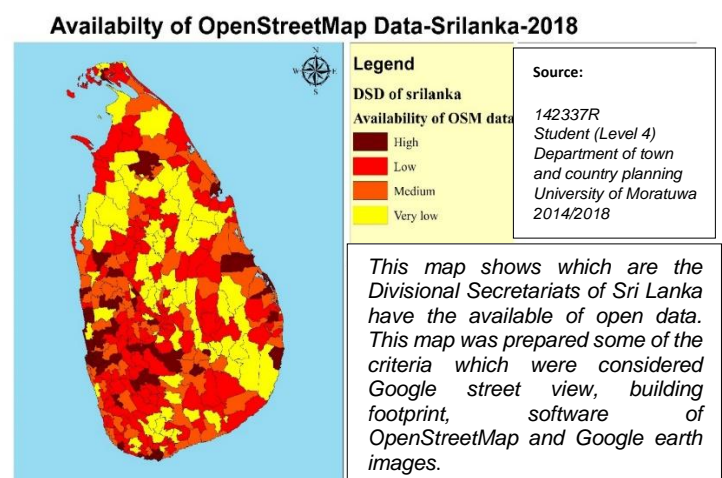 Availabilty of OpenStreetMap Data-Srilanka-2018
N
W
E
S
Legend
DSD of srilanka
Availability of OSM data
High
Low
Medium
Very low
Source:
142337R
Student (Level 4)
Department of town
and country planning
University of Moratuwa
2014/2018
This map shows which are the
Divisional Secretariats of Sri Lanka
have the available of open data.
This map was prepared some of the
criteria which were considered
Google street view, building
footprint, software of
OpenStreetMap and Google earth
images.